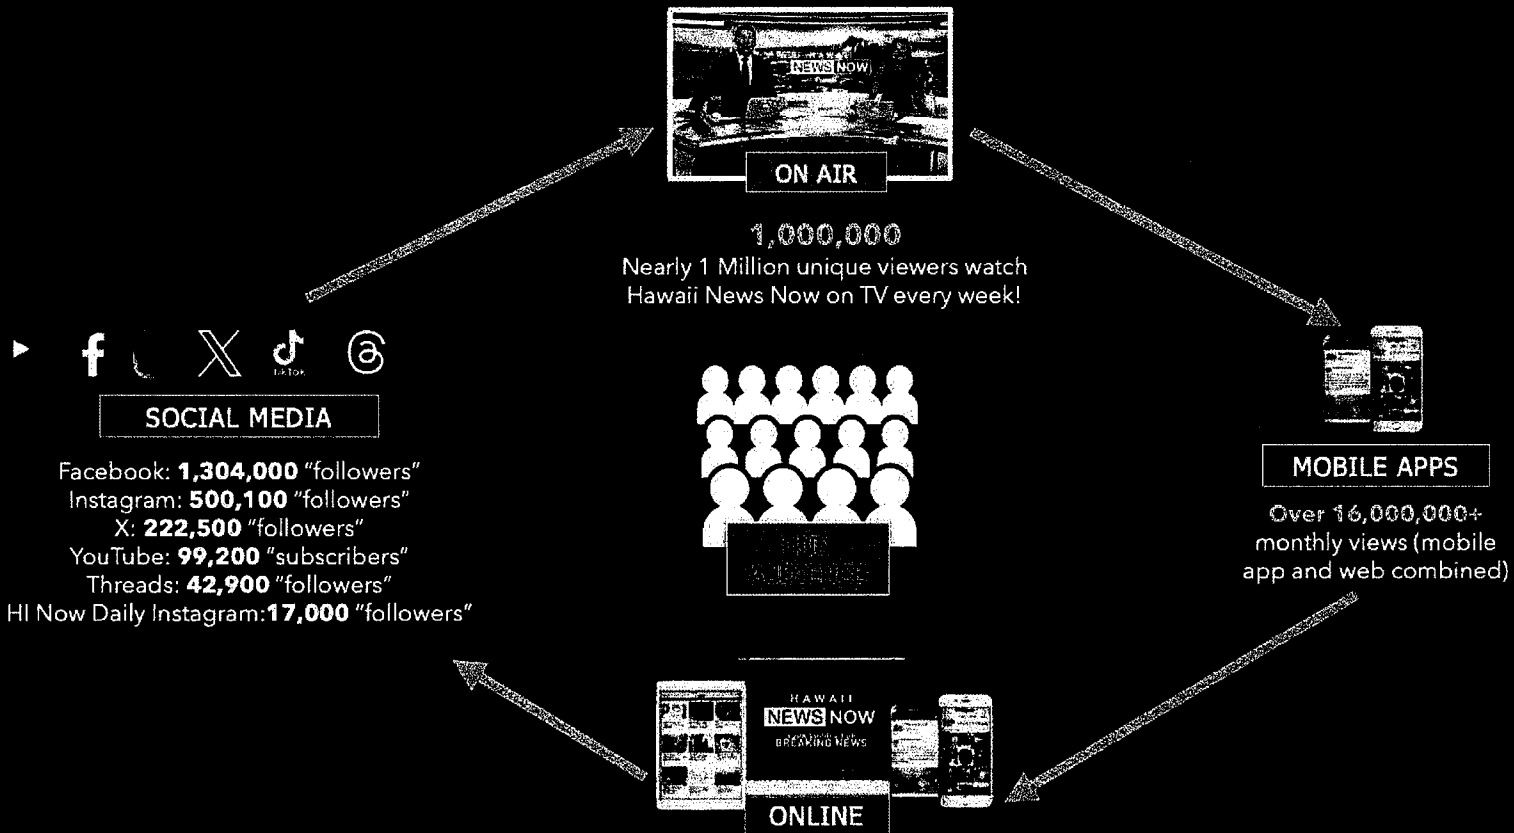 HAWAII
NEWS NOW
ON AIR
1,000,000
Nearly 1 Million unique viewers watch
Hawaii News Now on TV every week!
TikTok
SOCIAL MEDIA
Facebook: 1,304,000 “followers”
Instagram: 500,100 “followers”
X: 222,500 “followers”
YouTube: 99,200 “subscribers”
Threads: 42,900 “followers”
HI Now Daily Instagram:17,000 “followers”
MOBILE APPS
Over 16,000,000+
monthly views (mobile
app and web combined)
AUDIENCE
HAWAII
NEWS NOW
BREAKING NEWS
ONLINE